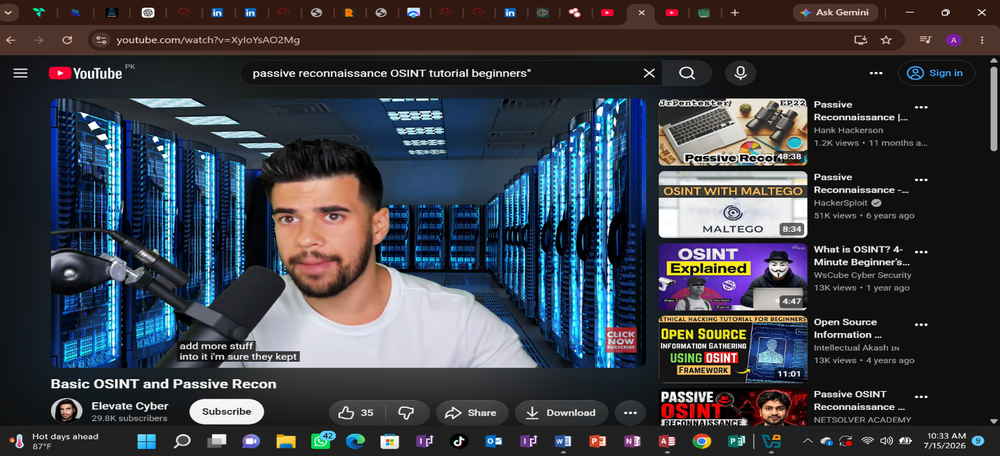 Ask Gemini
youtube.com/watch?v=XyIoYsAO2Mg
A
YouTube PK
passive reconnaissance OSINT tutorial beginners"
Sign in
add more stuff
into it i'm sure they kept
CLICK
NOW
SUBSCRIBE
Basic OSINT and Passive Recon
Elevate Cyber
29.8K subscribers
Subscribe
35
Share
Download
JrPentester
EP22
Passive Recon
48:38
Passive
Reconnaissance |...
Hank Hackerson
1.2K views • 11 months a...
OSINT WITH MALTEGO
MALTEGO
8:34
Passive
Reconnaissance -...
HackerSploit
51K views • 6 years ago
OSINT
Explained
4:47
What is OSINT? 4-
Minute Beginner's...
WsCube Cyber Security
13K views • 1 year ago
ETHICAL HACKING TUTORIAL FOR BEGINNERS
OPEN SOURCE
INFORMATION GATHERING
USING OSINT
FRAMEWORK
11:01
Open Source
Information ...
Intellectual Akash IN
13K views • 4 years ago
PASSIVE
OSINT
RECONNAISSANCE
Passive OSINT
Reconnaissance ...
NETSOLVER ACADEMY
Hot days ahead
87°F
42
10:33 AM
7/15/2026
9